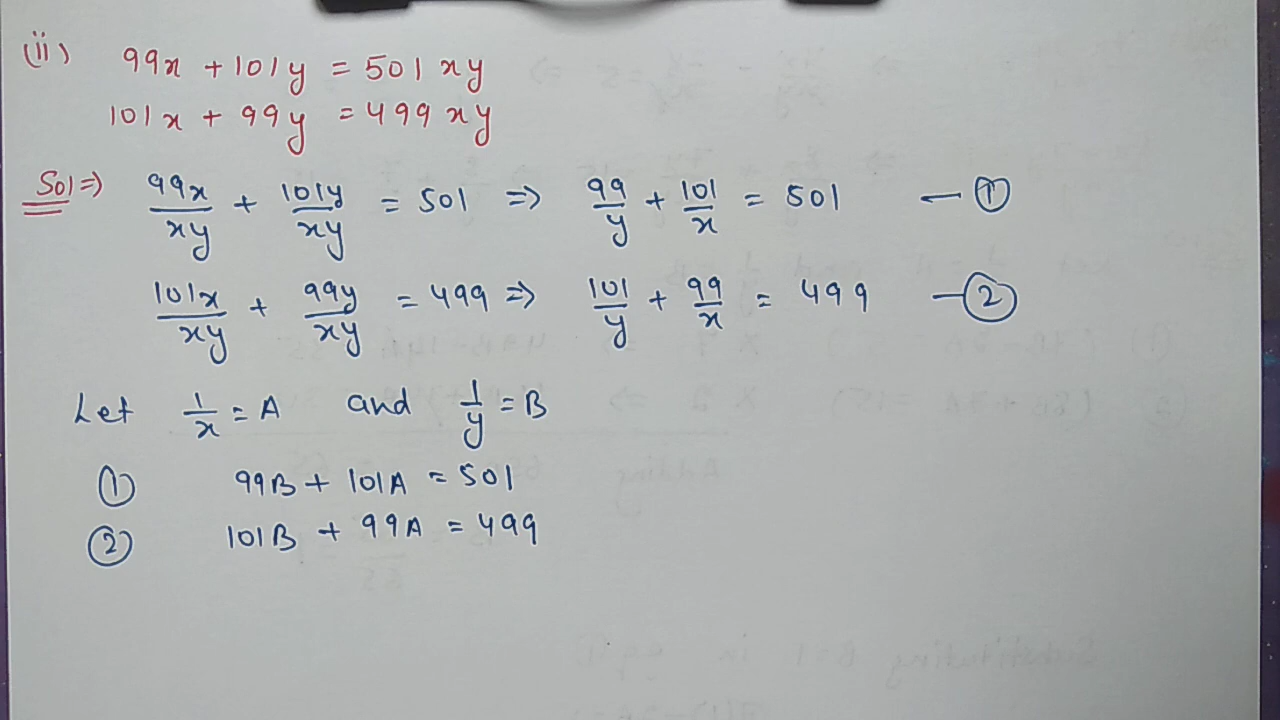 (ii) 99x + 101y = 501 xy
101x + 99y = 499 xy
Sol⇒ 99x/xy + 101y/xy = 501 ⇒ 99/y + 101/x = 501 — ①
101x/xy + 99y/xy = 499 ⇒ 101/y + 99/x = 499 — ②
Let 1/x = A and 1/y = B
① 99B + 101A = 501
② 101B + 99A = 499